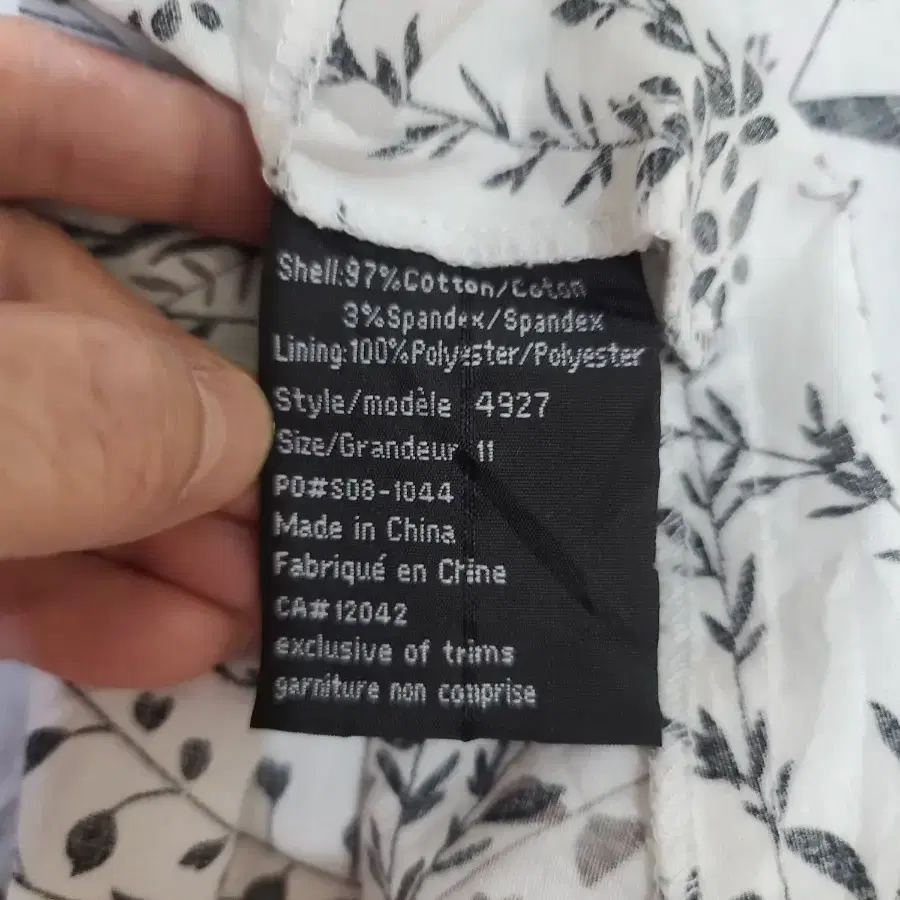 Shell:97%Cotton/Coton
3%Spandex/Spandex
Lining:100%Polyester/Polyester
Style/modèle 4927
Size/Grandeur 11
PO#S08-1044
Made in China
Fabriqué en Chine
CA#12042
exclusive of trims
garniture non comprise